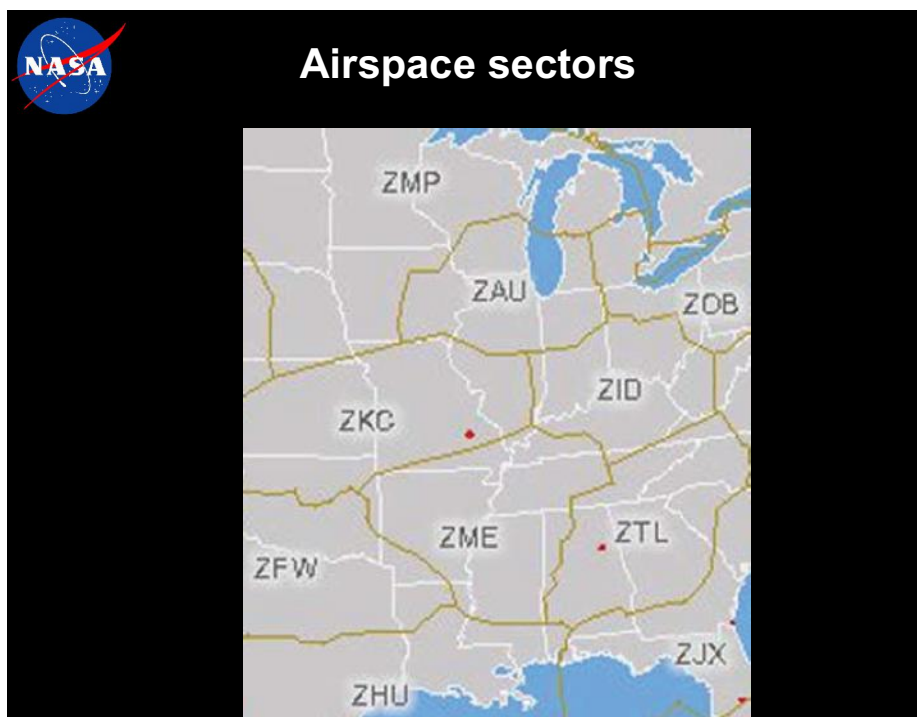 NASA
Airspace sectors
ZMP
ZAU
ZOB
ZID
ZKC
ZTL
ZME
ZFW
ZJX
ZHU